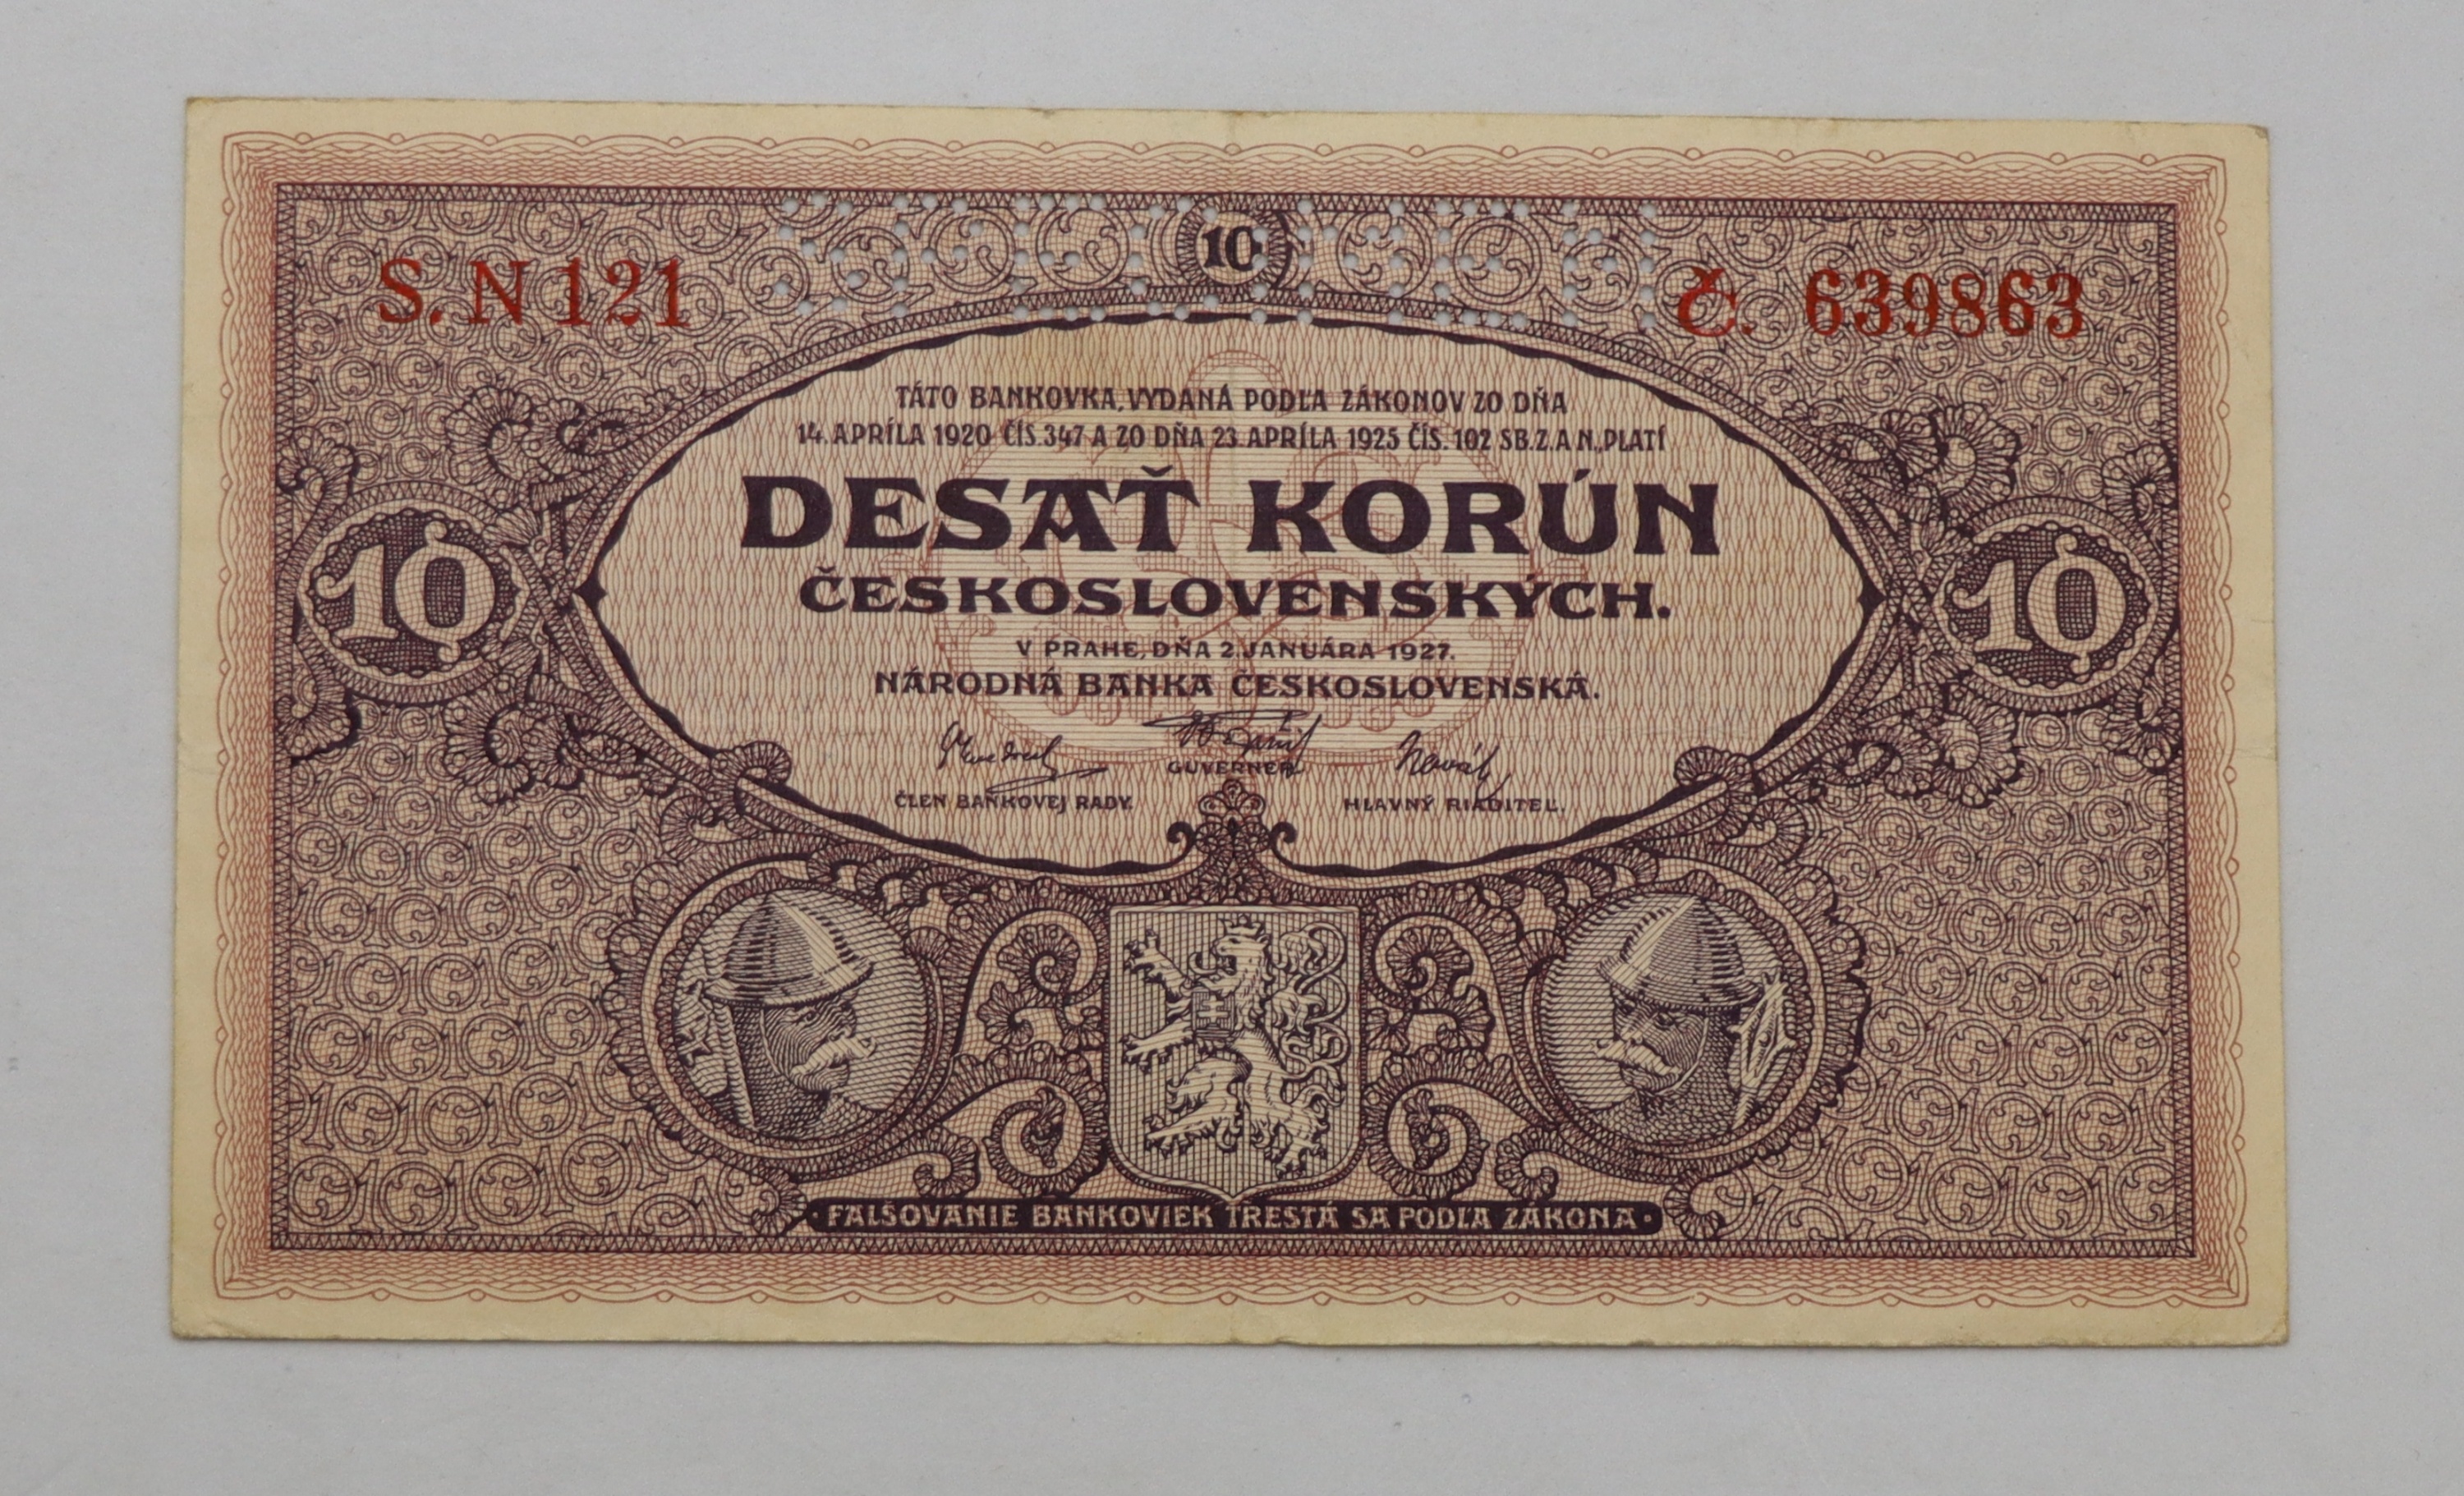 10
S. N 121
Č. 639863
TÁTO BANKOVKA, VYDANÁ PODĽA ZÁKONOV ZO DŇA
14. APRÍLA 1920 ČÍS. 347 A ZO DŇA 23. APRÍLA 1925 ČÍS. 102 SB. Z. A N., PLATÍ
DESAŤ KORÚN
ČESKOSLOVENSKÝCH.
10
10
V PRAHE, DŇA 2. JANUÁRA 1927.
NÁRODNÁ BANKA ČESKOSLOVENSKÁ.
Novák
GUVERNER
ČLEN BANKOVEJ RADY.
HLAVNÝ RIADITEĽ.
· FALŠOVANIE BANKOVIEK TRESTÁ SA PODĽA ZÁKONA ·